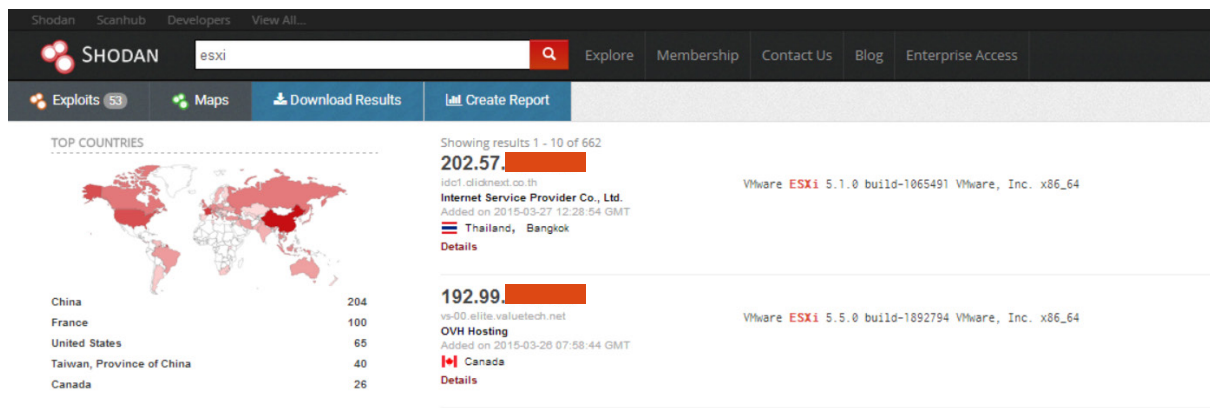 Shodan Scanhub Developers View All...
SHODAN esxi Explore Membership Contact Us Blog Enterprise Access
Exploits 53 Maps Download Results Create Report
TOP COUNTRIES
China 204
France 100
United States 65
Taiwan, Province of China 40
Canada 26
Showing results 1 - 10 of 662
202.57.
idc1.clicknext.co.th
Internet Service Provider Co., Ltd.
Added on 2015-03-27 12:28:54 GMT
Thailand, Bangkok
Details
VMware ESXi 5.1.0 build-1065491 VMware, Inc. x86_64
192.99.
vs-00.elite.valuetech.net
OVH Hosting
Added on 2015-03-26 07:58:44 GMT
Canada
Details
VMware ESXi 5.5.0 build-1892794 VMware, Inc. x86_64